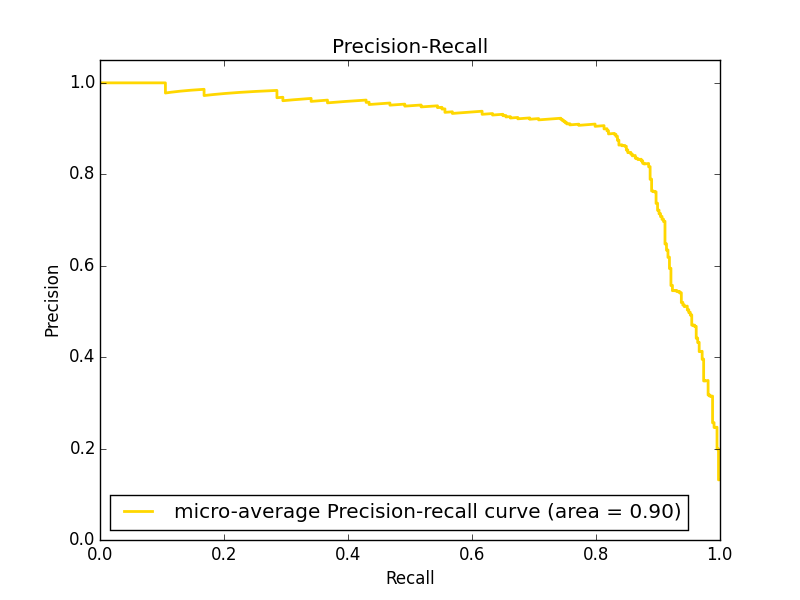 Precision-Recall
1.0
0.8
0.6
0.4
0.2
0.0
Precision
micro-average Precision-recall curve (area = 0.90)
0.0 0.2 0.4 0.6 0.8 1.0
Recall